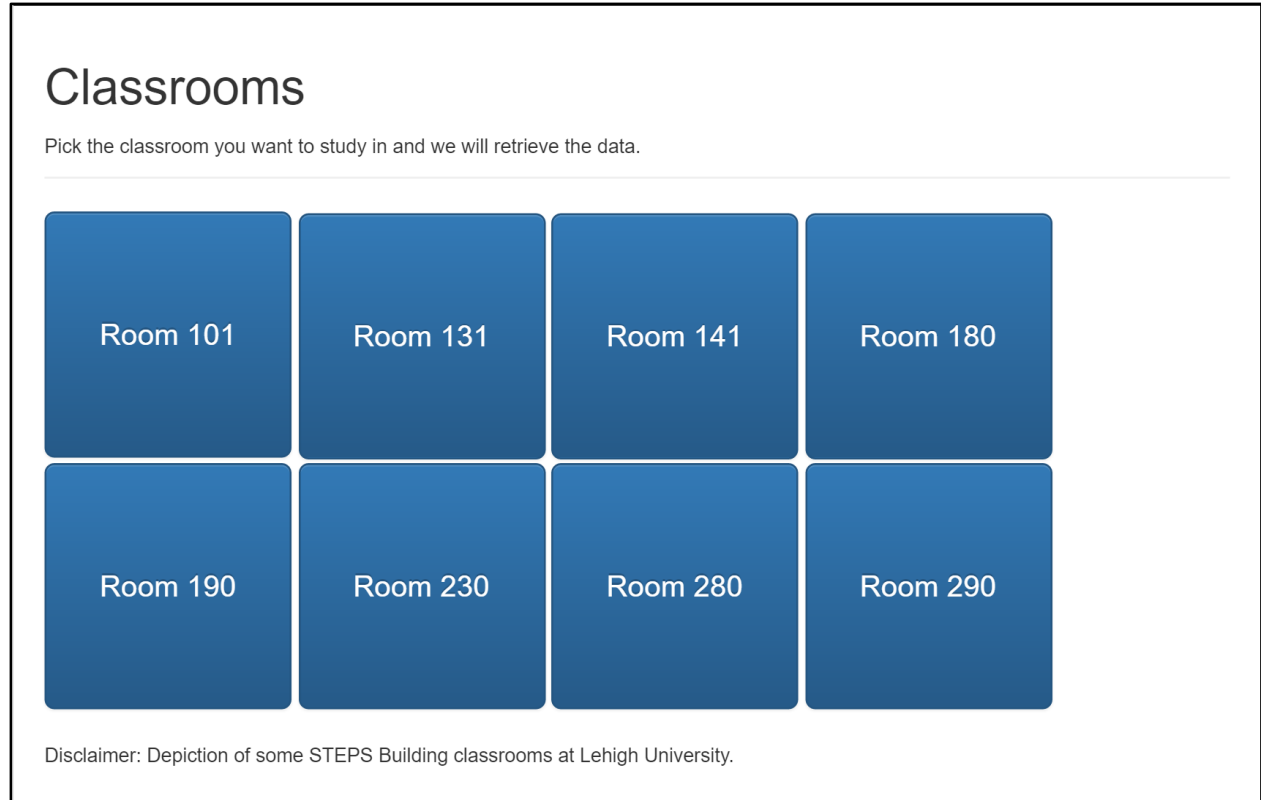 Classrooms
Pick the classroom you want to study in and we will retrieve the data.
Room 101
Room 131
Room 141
Room 180
Room 190
Room 230
Room 280
Room 290
Disclaimer: Depiction of some STEPS Building classrooms at Lehigh University.